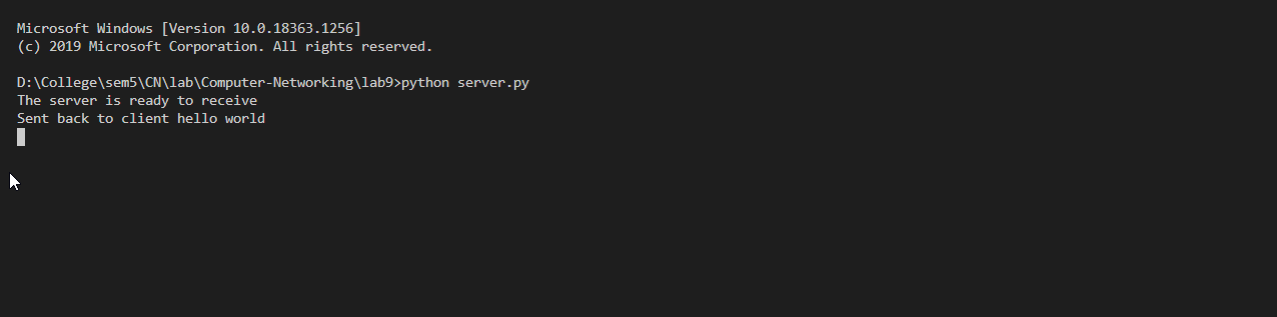 Microsoft Windows [Version 10.0.18363.1256]
(c) 2019 Microsoft Corporation. All rights reserved.
D:\College\sem5\CN\lab\Computer-Networking\lab9>python server.py
The server is ready to receive
Sent back to client hello world